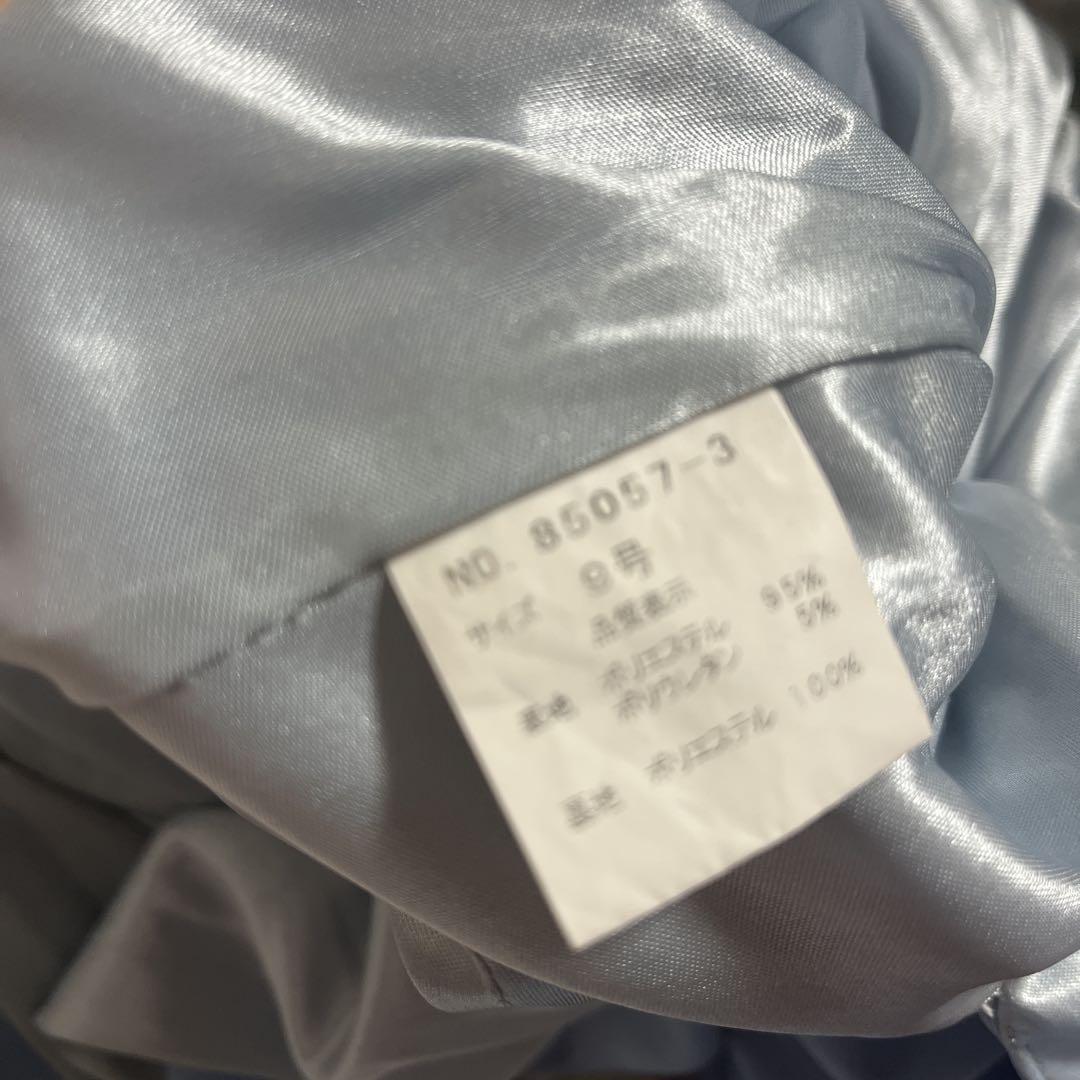 NO. 85057-3
サイズ 9号
品質表示
表地 ポリエステル 95%
ポリウレタン 5%
裏地 ポリエステル 100%